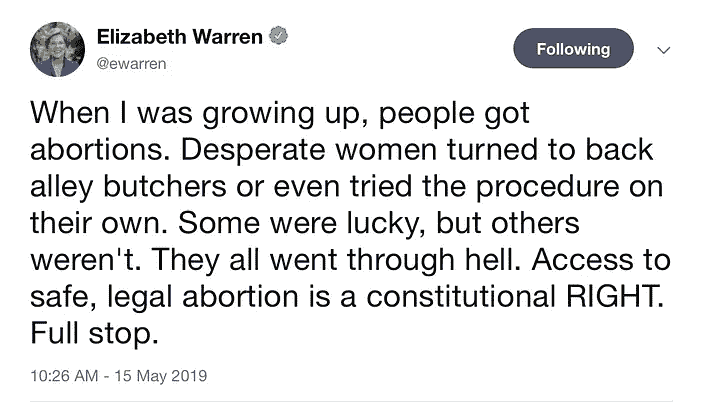 Elizabeth Warren
@ewarren
Following
When I was growing up, people got
abortions. Desperate women turned to back
alley butchers or even tried the procedure on
their own. Some were lucky, but others
weren't. They all went through hell. Access to
safe, legal abortion is a constitutional RIGHT.
Full stop.
10:26 AM - 15 May 2019